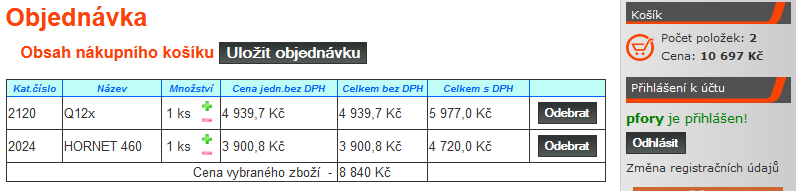 Objednávka
Obsah nákupního košíku Uložit objednávku
Kat.číslo Název Množství Cena jedn.bez DPH Celkem bez DPH Celkem s DPH
2120 Q12x 1 ks 4 939,7 Kč 4 939,7 Kč 5 977,0 Kč Odebrat
2024 HORNET 460 1 ks 3 900,8 Kč 3 900,8 Kč 4 720,0 Kč Odebrat
Cena vybraného zboží - 8 840 Kč
Košík
Počet položek: 2
Cena: 10 697 Kč
Přihlášení k účtu
pfory je přihlášen!
Odhlásit
Změna registračních údajů